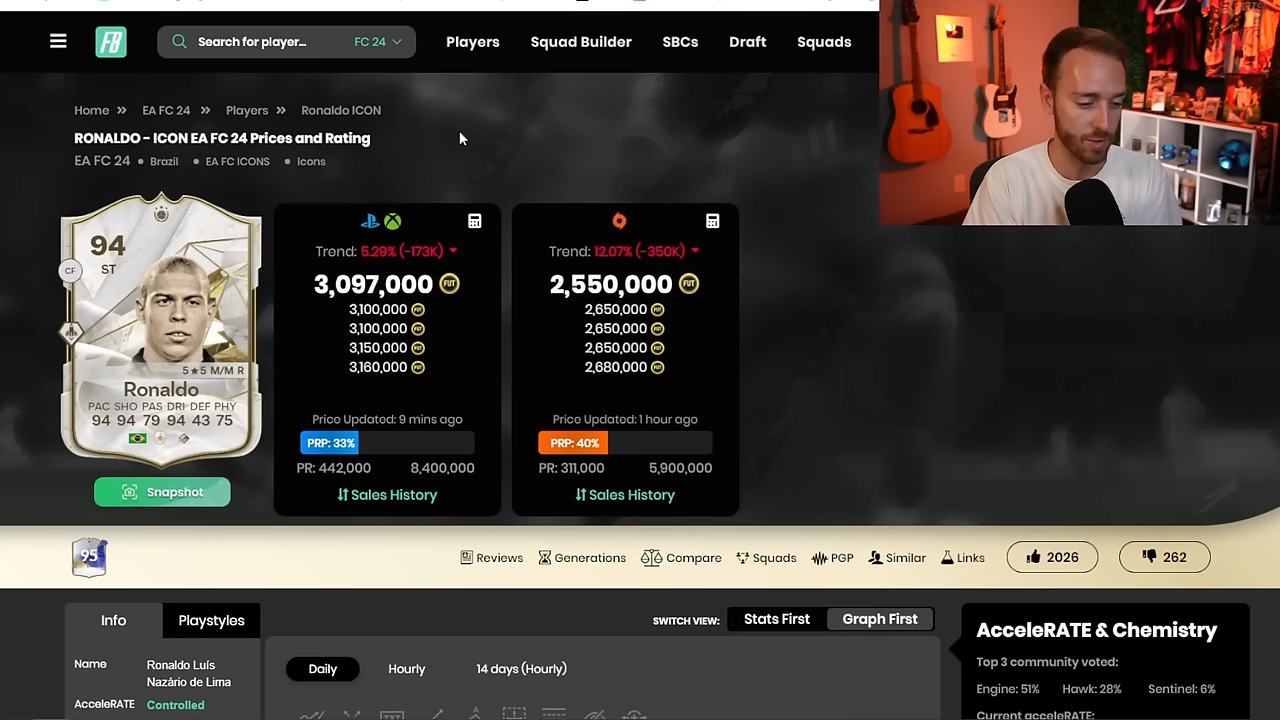 FB
Search for player...
FC 24
Players
Squad Builder
SBCs
Draft
Squads
Home » EA FC 24 » Players » Ronaldo ICON
RONALDO - ICON EA FC 24 Prices and Rating
EA FC 24 • Brazil • EA FC ICONS • Icons
94
ST
CF
5★5 M/M R
Ronaldo
PAC SHO PAS DRI DEF PHY
94 94 79 94 43 75
Snapshot
Trend: 5.29% (-173K)
3,097,000 FUT
3,100,000
3,100,000
3,150,000
3,160,000
Price Updated: 9 mins ago
PRP: 33%
PR: 442,000 8,400,000
Sales History
Trend: 12.07% (-350K)
2,550,000 FUT
2,650,000
2,650,000
2,650,000
2,680,000
Price Updated: 1 hour ago
PRP: 40%
PR: 311,000 5,900,000
Sales History
95
Reviews
Generations
Compare
Squads
PGP
Similar
Links
2026
262
Info
Playstyles
SWITCH VIEW:
Stats First
Graph First
Name Ronaldo Luís
Nazário de Lima
AcceleRATE Controlled
Daily
Hourly
14 days (Hourly)
TXT
AcceleRATE & Chemistry
Top 3 community voted:
Engine: 51% Hawk: 28% Sentinel: 6%
Current acceleRATE: